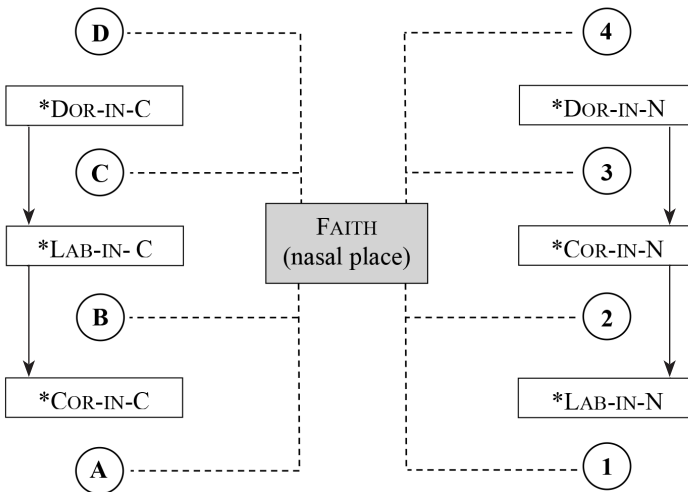 D
4
*DOR-IN-C
*DOR-IN-N
C
3
FAITH
(nasal place)
*LAB-IN- C
*COR-IN-N
B
2
*COR-IN-C
*LAB-IN-N
A
1